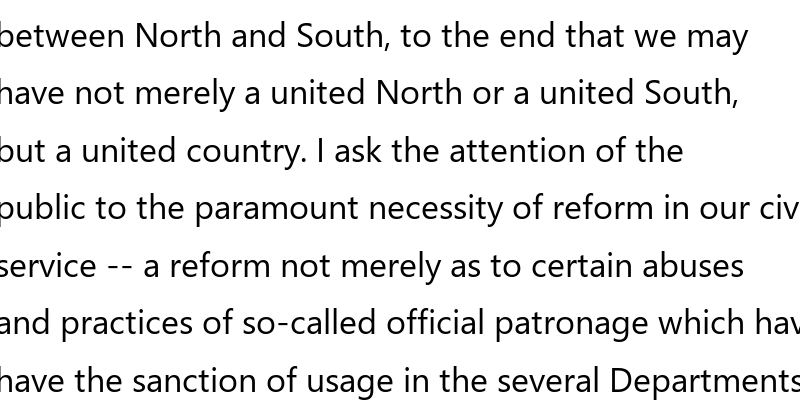 between North and South, to the end that we may
have not merely a united North or a united South,
but a united country. I ask the attention of the
public to the paramount necessity of reform in our civ
service -- a reform not merely as to certain abuses
and practices of so-called official patronage which hav
have the sanction of usage in the several Departments